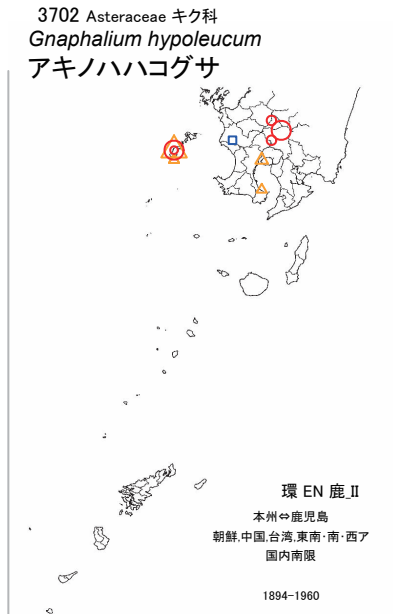 3702 Asteraceae キク科
Gnaphalium hypoleucum
アキノハハコグサ
環 EN 鹿_II
本州⇔鹿児島
朝鮮,中国,台湾,東南・南・西ア
国内南限
1894-1960